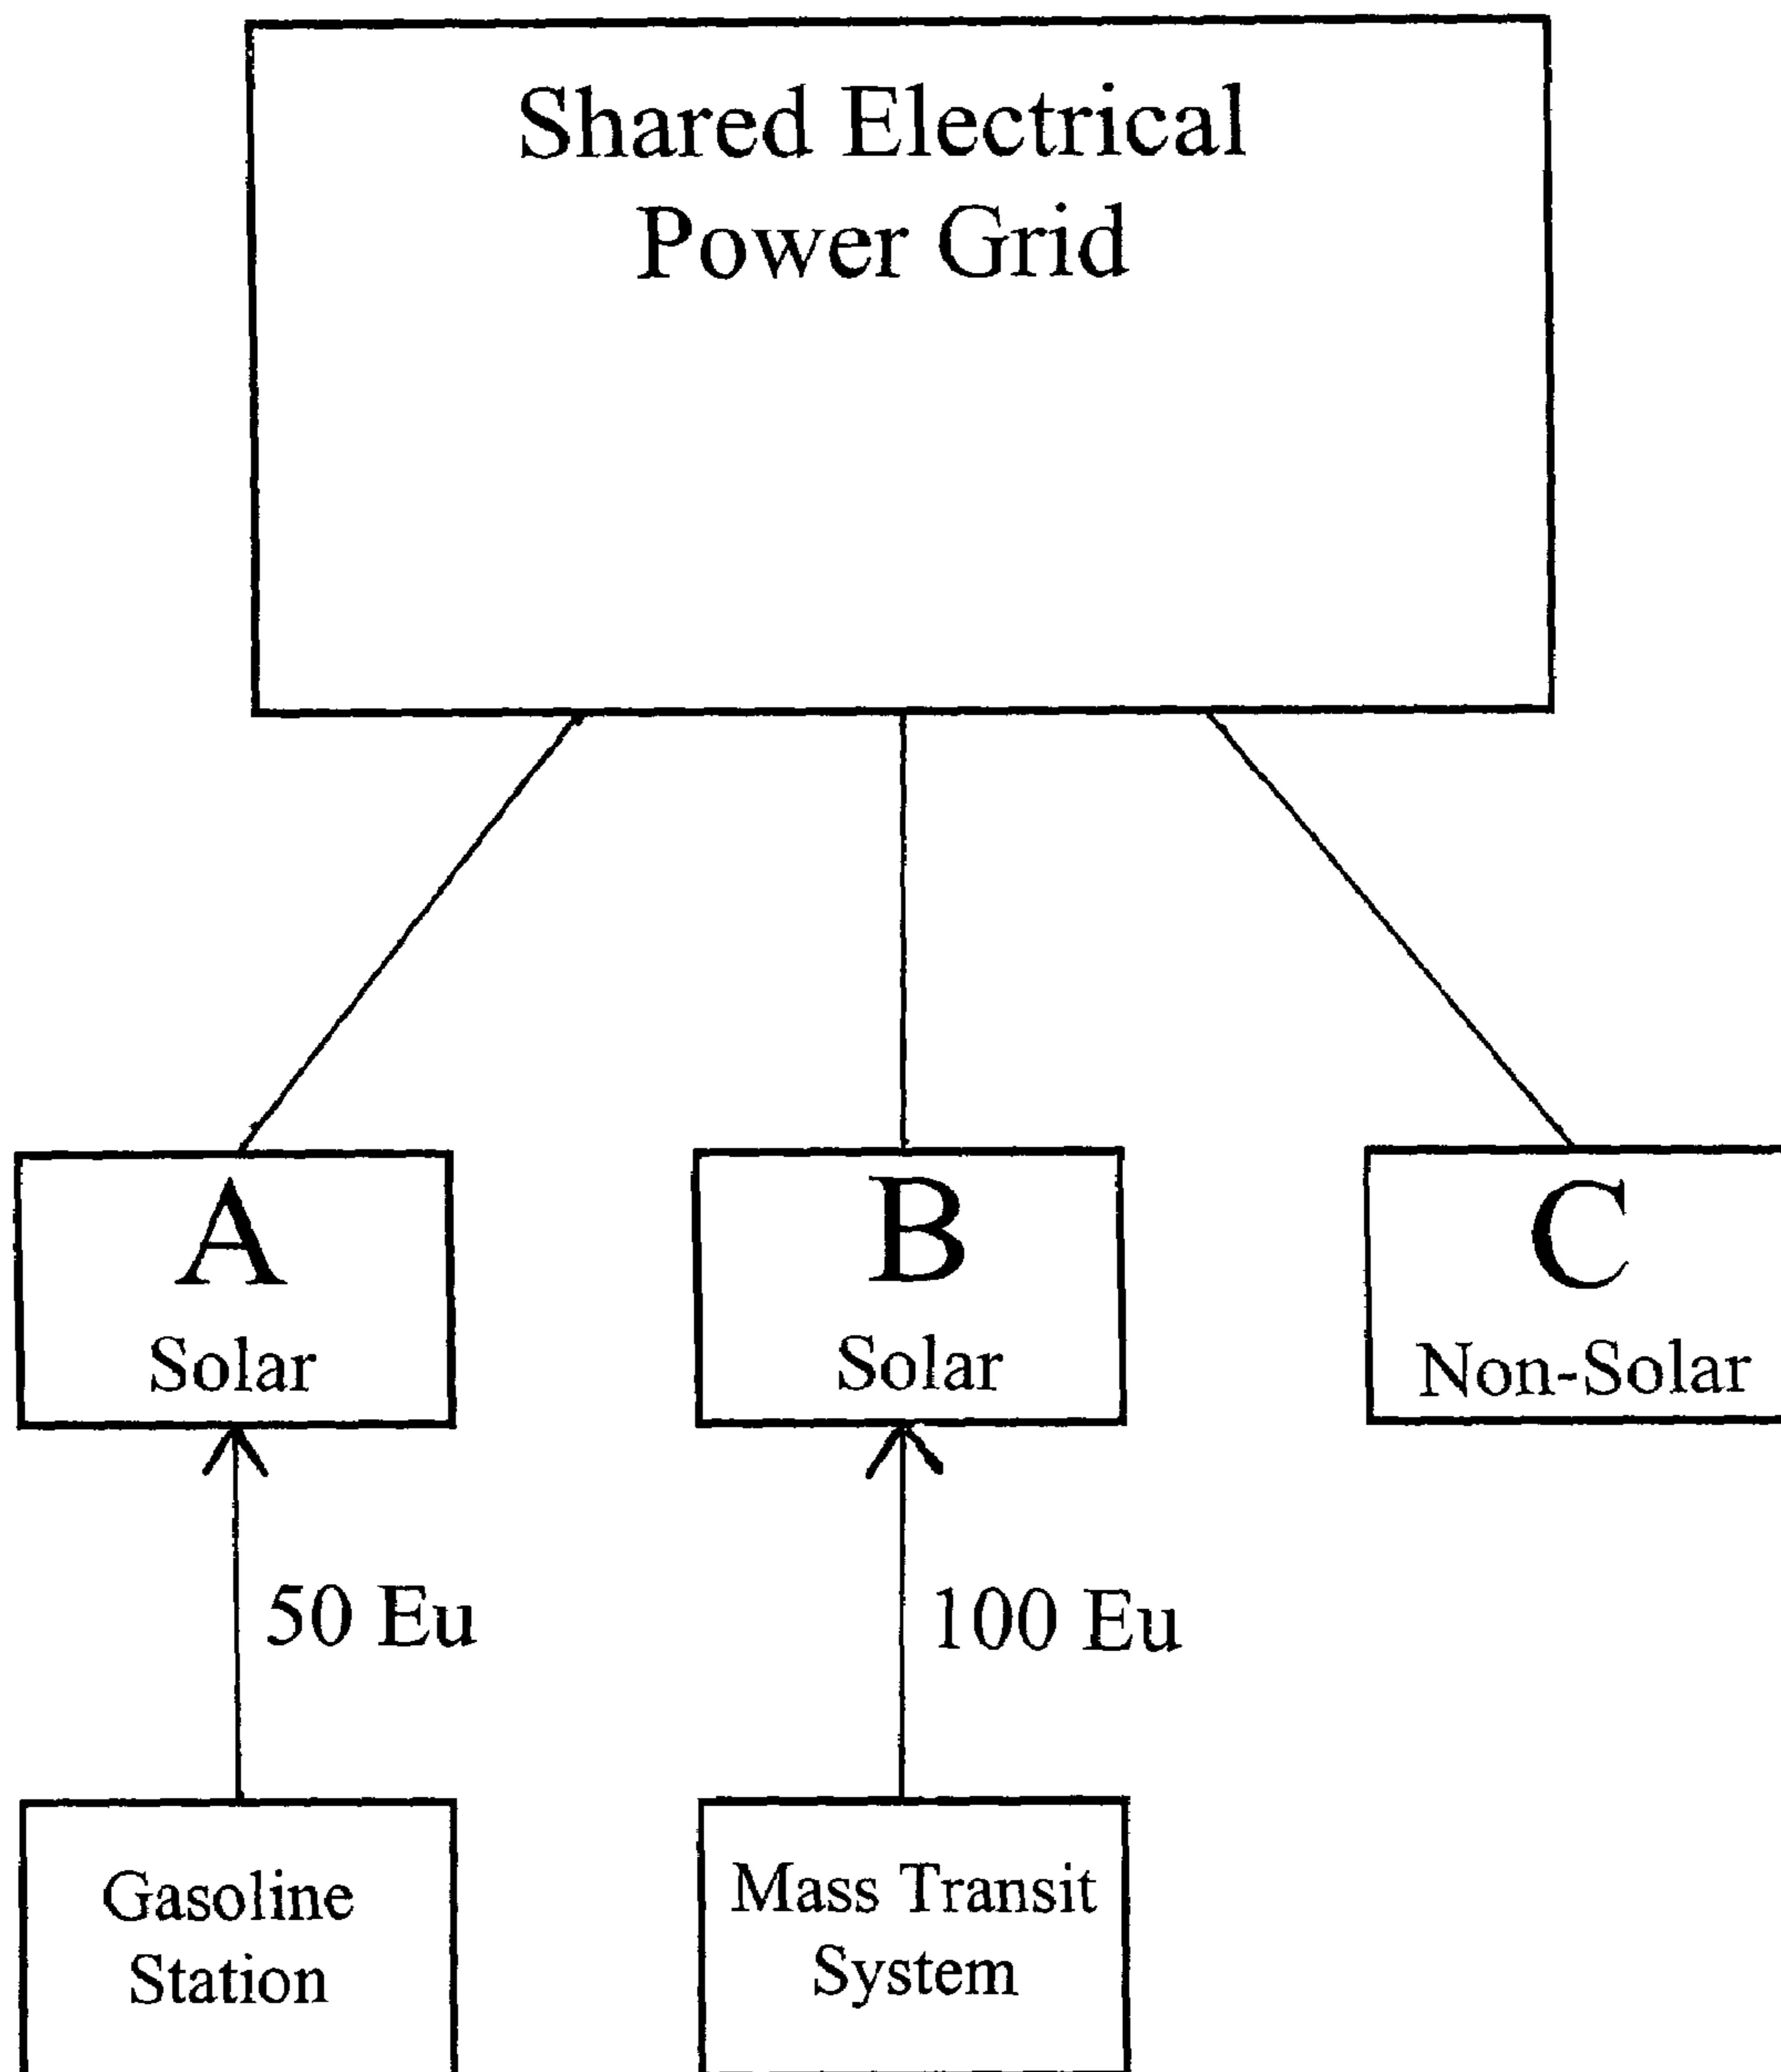 Shared Electrical
Power Grid
A
Solar
B
Solar
C
Non-Solar
50 Eu
100 Eu
Gasoline
Station
Mass Transit
System